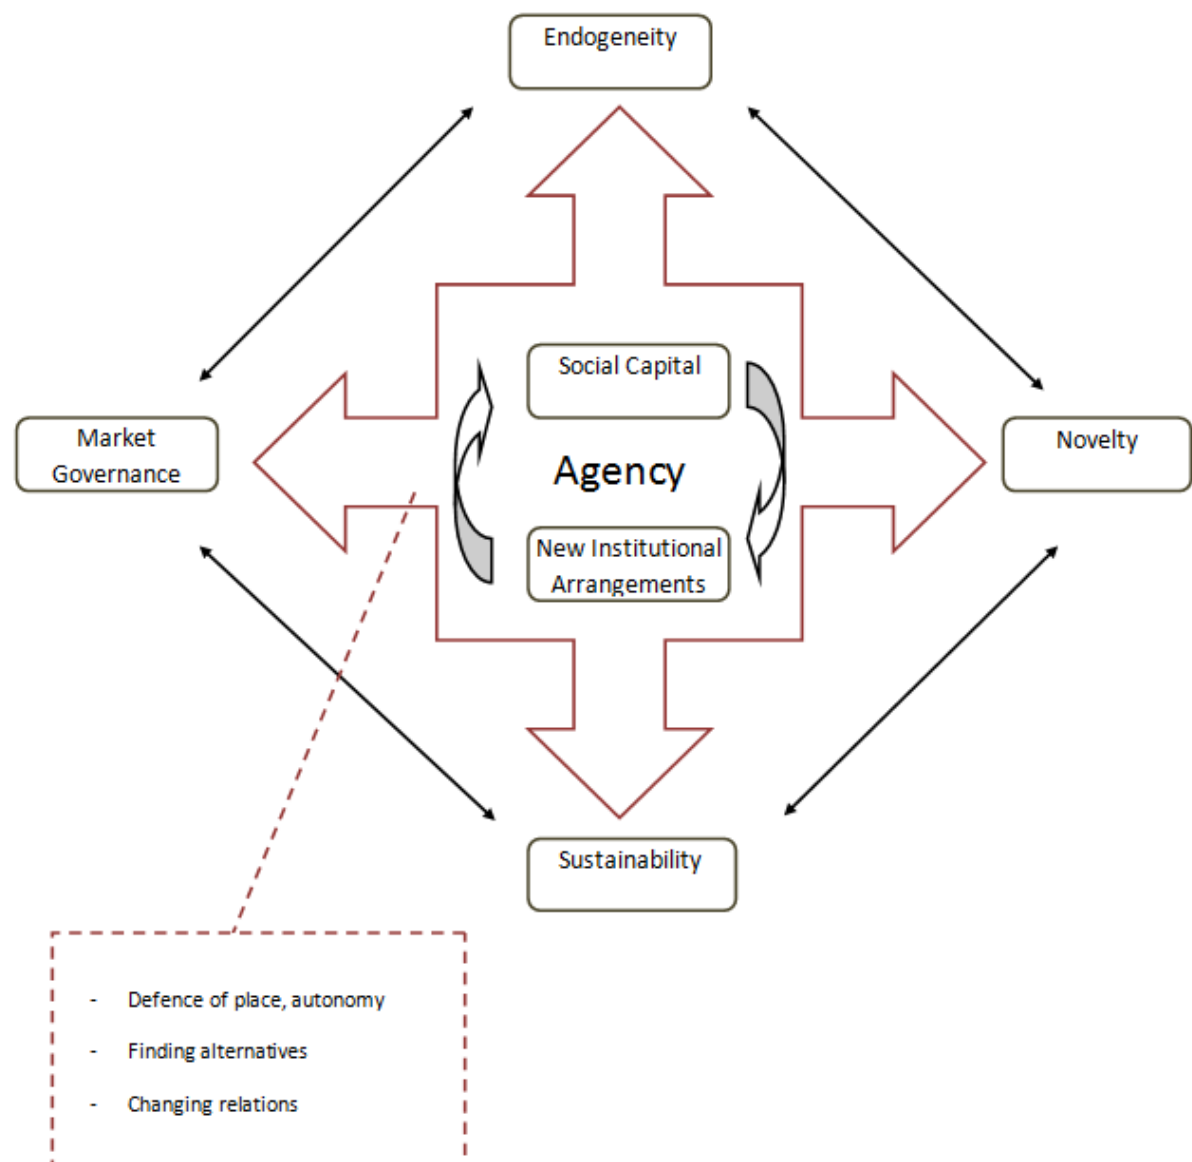 Endogeneity
Social Capital
Market
Governance
Novelty
Agency
New Institutional
Arrangements
Sustainability
- Defence of place, autonomy
- Finding alternatives
- Changing relations